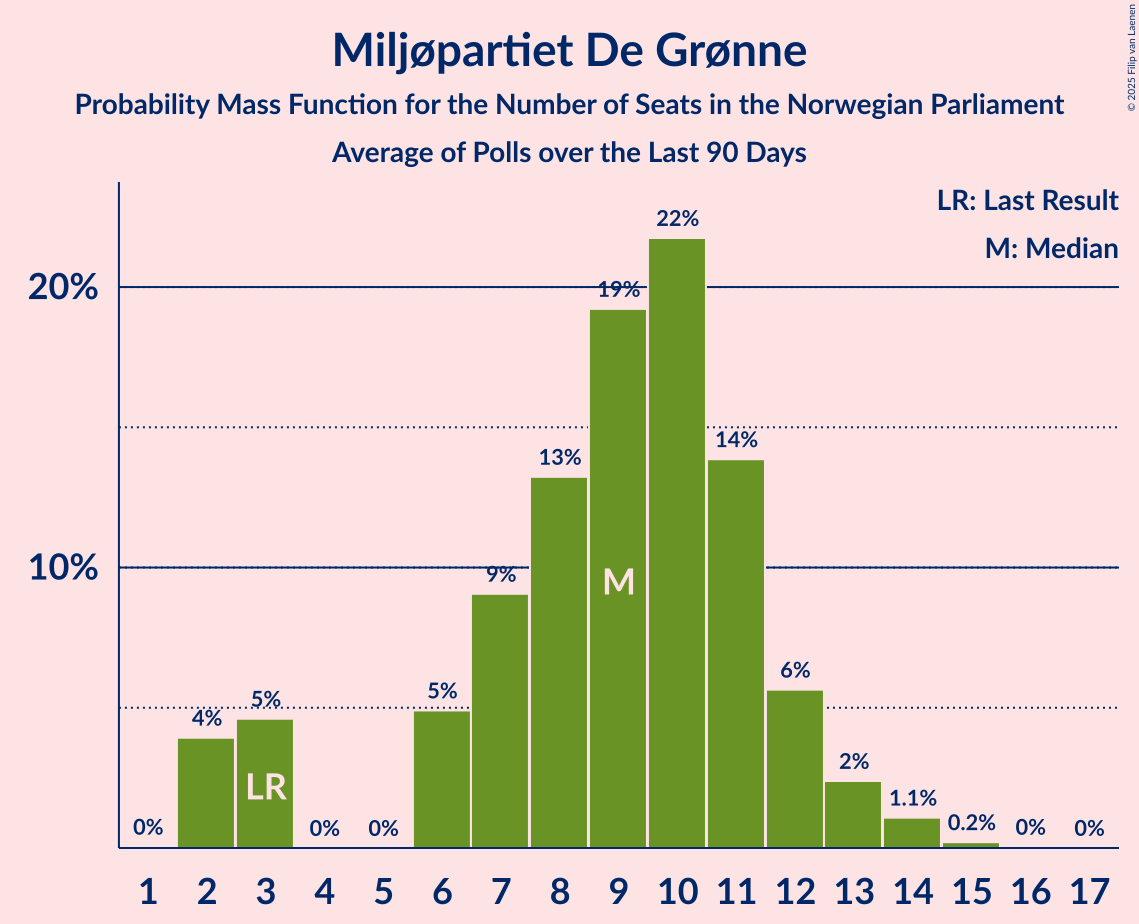 Miljøpartiet De Grønne
Probability Mass Function for the Number of Seats in the Norwegian Parliament
Average of Polls over the Last 90 Days
© 2025 Filip van Laenen
LR: Last Result
M: Median
20%
10%
0%
4%
5%
0%
0%
5%
9%
13%
19%
22%
14%
6%
2%
1.1%
0.2%
0%
0%
LR
M
1 2 3 4 5 6 7 8 9 10 11 12 13 14 15 16 17